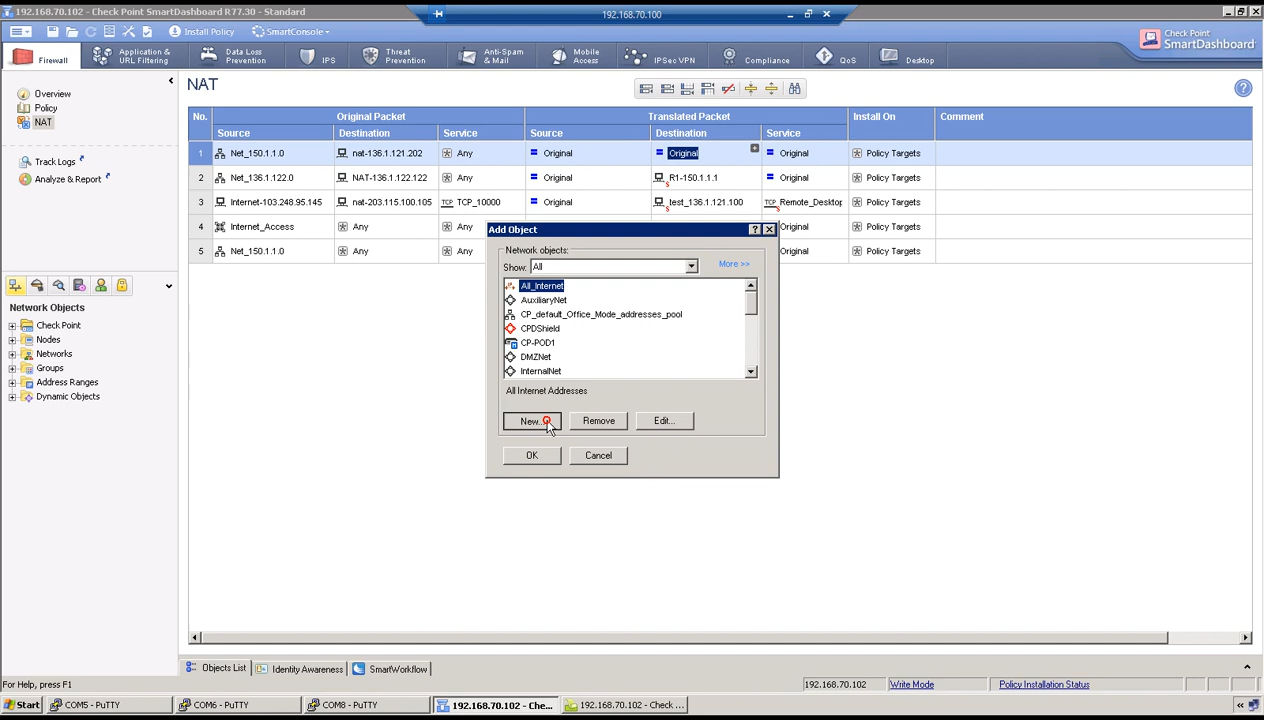 192.168.70.102 - Check Point SmartDashboard R77.30 - Standard
192.168.70.100
Install Policy
SmartConsole
Check Point
SmartDashboard
Firewall
Application &
URL Filtering
Data Loss
Prevention
IPS
Threat
Prevention
Anti-Spam
& Mail
Mobile
Access
IPSec VPN
Compliance
QoS
Desktop
Overview
Policy
NAT
Track Logs
Analyze & Report
Network Objects
Check Point
Nodes
Networks
Groups
Address Ranges
Dynamic Objects
NAT
No. Original Packet Translated Packet Install On Comment
Source Destination Service Source Destination Service
1 Net_150.1.1.0 nat-136.1.121.202 Any Original Original Original Policy Targets
2 Net_136.1.122.0 NAT-136.1.122.122 Any Original R1-150.1.1.1 Original Policy Targets
3 Internet-103.248.95.145 nat-203.115.100.105 TCP TCP_10000 Original test_136.1.121.100 TCP Remote_Desktop Policy Targets
4 Internet_Access Any Any Original Policy Targets
5 Net_150.1.1.0 Any Any Original Policy Targets
Add Object
Network objects:
Show: All More >>
All_Internet
AuxiliaryNet
CP_default_Office_Mode_addresses_pool
CPDShield
CP-POD1
DMZNet
InternalNet
All Internet Addresses
New... Remove Edit...
OK Cancel
Objects List Identity Awareness SmartWorkflow
For Help, press F1 192.168.70.102 Write Mode Policy Installation Status
Start COM5 - PuTTY COM6 - PuTTY COM8 - PuTTY 192.168.70.102 - Che... 192.168.70.102 - Check ...